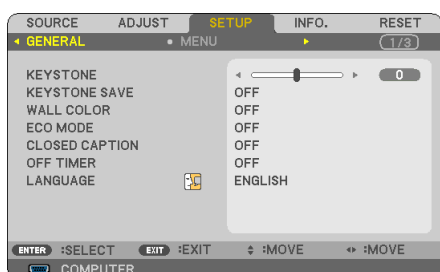 SOURCE ADJUST SETUP INFO. RESET
GENERAL • MENU (1/3)
KEYSTONE 0
KEYSTONE SAVE OFF
WALL COLOR OFF
ECO MODE OFF
CLOSED CAPTION OFF
OFF TIMER OFF
LANGUAGE ENGLISH
ENTER :SELECT EXIT :EXIT :MOVE :MOVE
COMPUTER